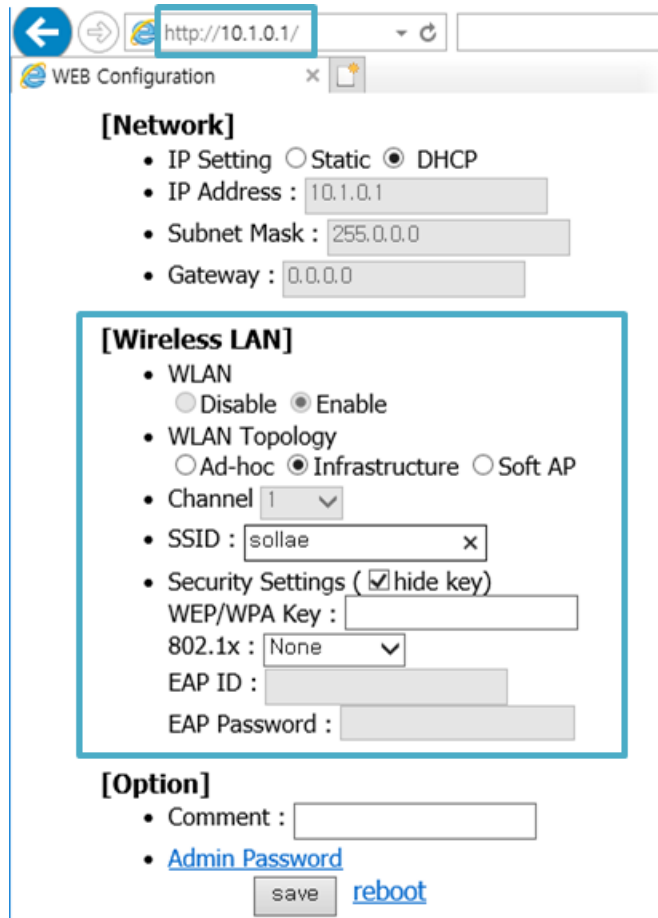 http://10.1.0.1/
WEB Configuration
[Network]
• IP Setting Static DHCP
• IP Address : 10.1.0.1
• Subnet Mask : 255.0.0.0
• Gateway : 0.0.0.0
[Wireless LAN]
• WLAN
Disable Enable
• WLAN Topology
Ad-hoc Infrastructure Soft AP
• Channel 1
• SSID : sollae
• Security Settings ( hide key)
WEP/WPA Key :
802.1x : None
EAP ID :
EAP Password :
[Option]
• Comment :
• Admin Password
save reboot